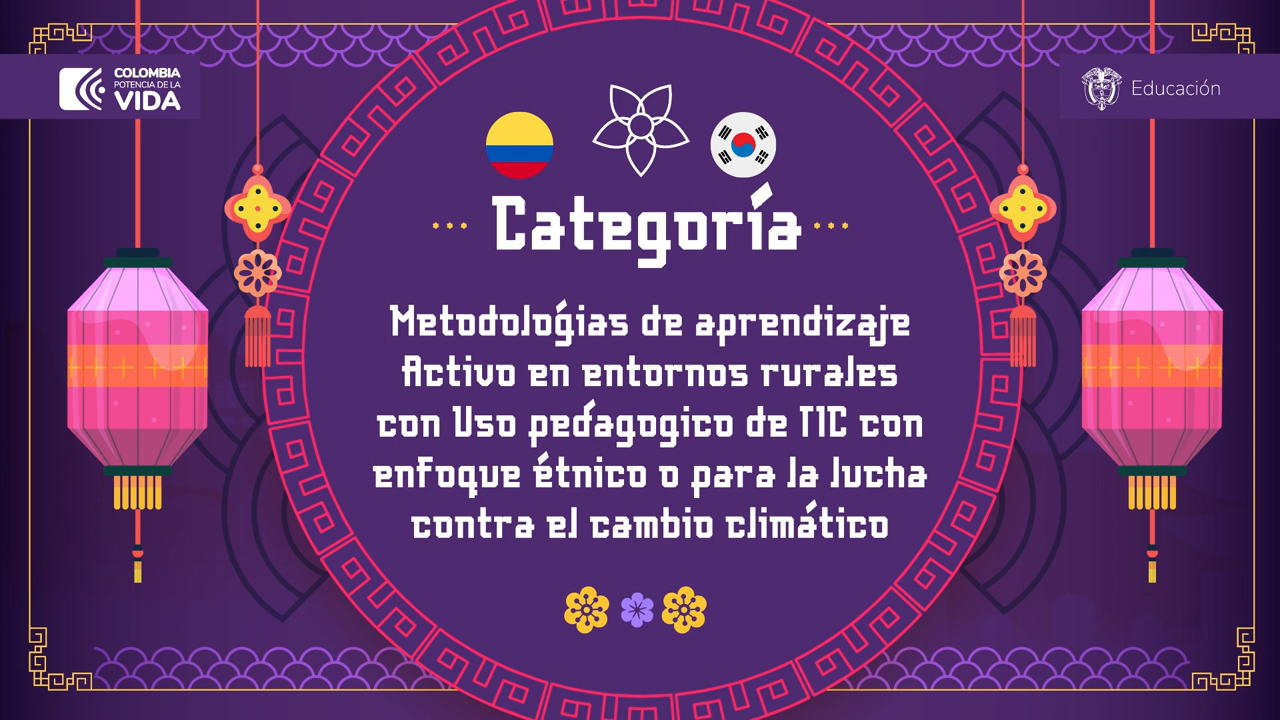 COLOMBIA
POTENCIA DE LA
VIDA
Educación
Categoría
Metodologías de aprendizaje
Activo en entornos rurales
con Uso pedágogico de TIC con
enfoque étnico o para la lucha
contra el cambio climático